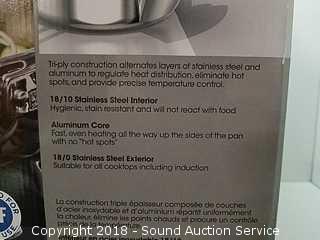 Tri-ply construction alternates layers of stainless steel and
aluminum to regulate heat distribution, eliminate hot
spots, and provide precise temperature control.
18/10 Stainless Steel Interior
Hygienic, stain resistant and will not react with food
Aluminum Core
Fast, even heating all the way up the sides of the pan
with no "hot spots"
18/0 Stainless Steel Exterior
Suitable for all cooktops including induction
La construction triple épaisseur composée de couches
d'acier inoxydable et d'aluminium répartit uniformément
la chaleur, élimine les points chauds et procure un contrôle
Copyright 2018 - Sound Auction Service